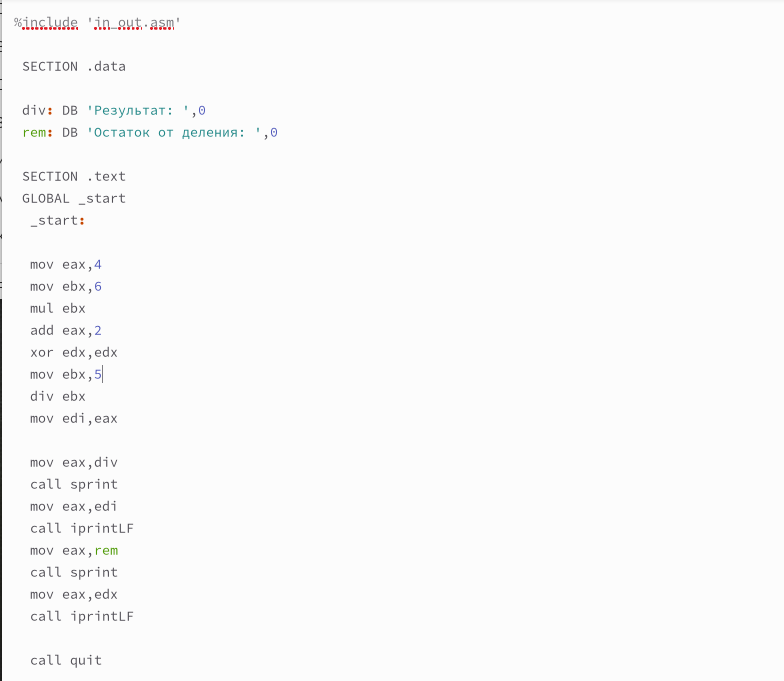 %include 'in_out.asm'
SECTION .data
div: DB 'Результат: ',0
rem: DB 'Остаток от деления: ',0
SECTION .text
GLOBAL _start
_start:
mov eax,4
mov ebx,6
mul ebx
add eax,2
xor edx,edx
mov ebx,5
div ebx
mov edi,eax
mov eax,div
call sprint
mov eax,edi
call iprintLF
mov eax,rem
call sprint
mov eax,edx
call iprintLF
call quit